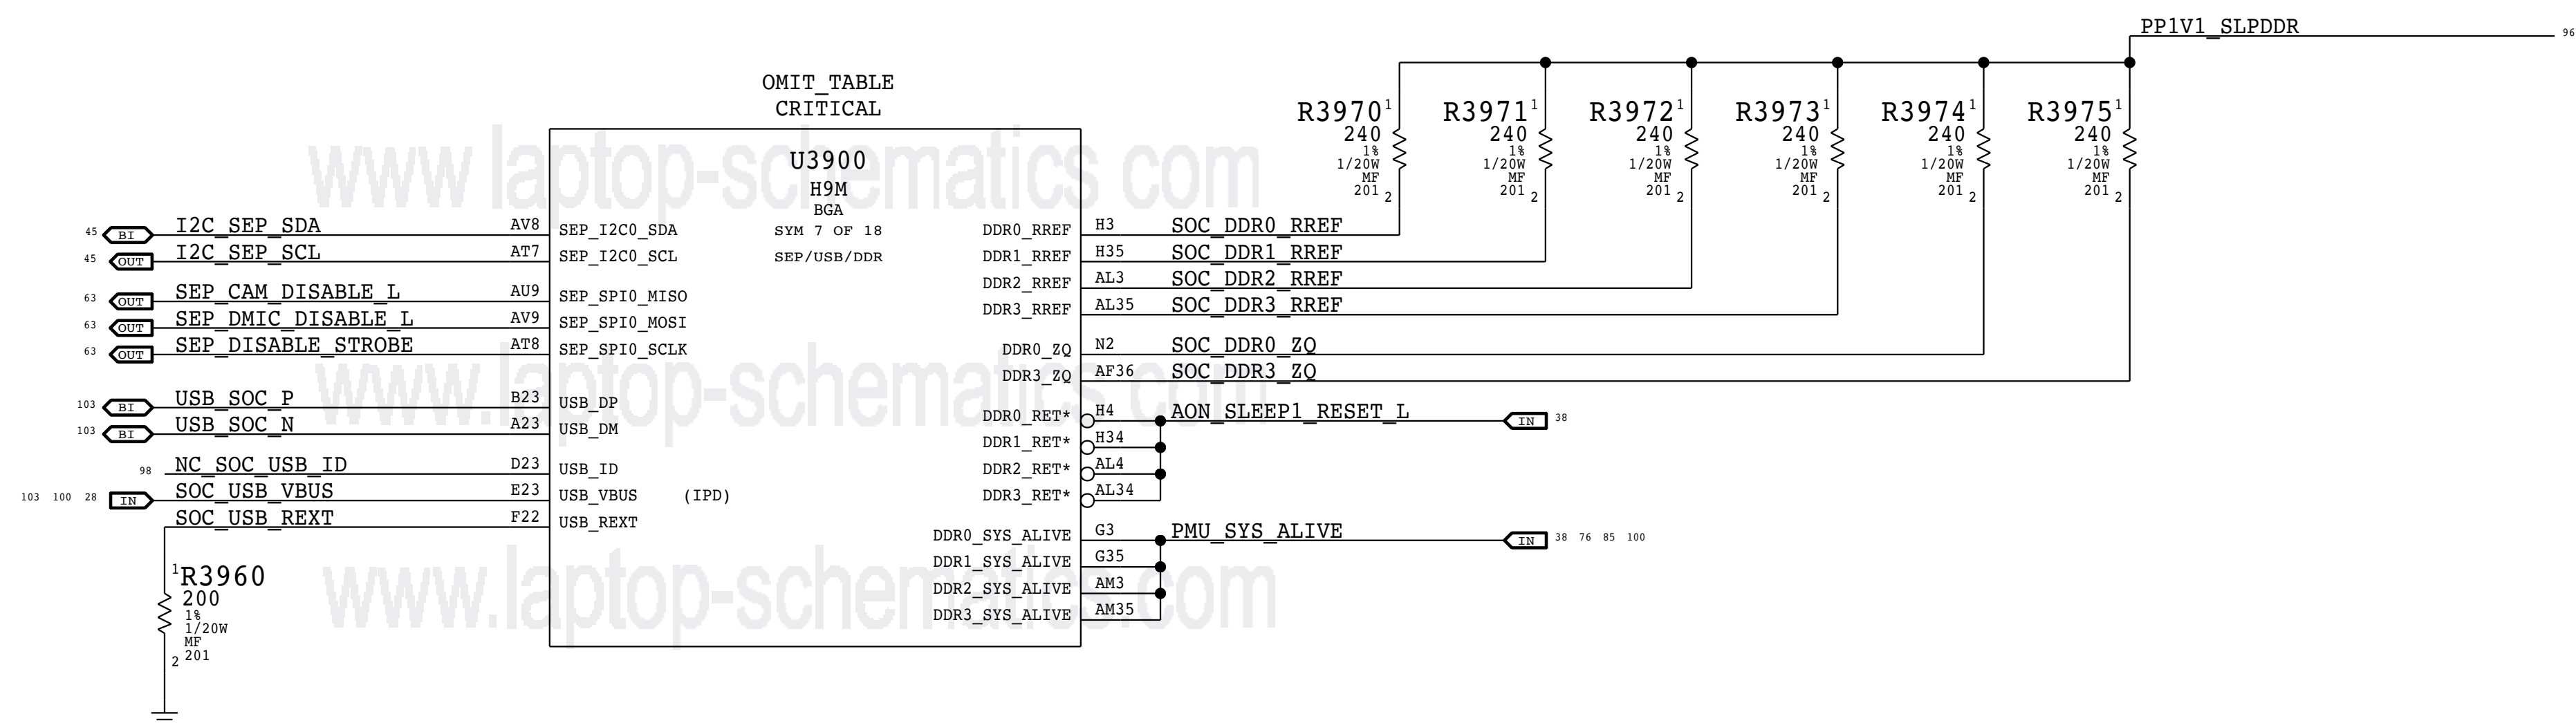 PP1V1_SLPDDR 96
OMIT_TABLE
CRITICAL
R3970 1
240
1%
1/20W
MF
201
2
R3971 1
240
1%
1/20W
MF
201
2
R3972 1
240
1%
1/20W
MF
201
2
R3973 1
240
1%
1/20W
MF
201
2
R3974 1
240
1%
1/20W
MF
201
2
R3975 1
240
1%
1/20W
MF
201
2
U3900
H9M
BGA
SYM 7 OF 18
SEP/USB/DDR
45 BI I2C_SEP_SDA AV8 SEP_I2C0_SDA
45 OUT I2C_SEP_SCL AT7 SEP_I2C0_SCL
63 OUT SEP_CAM_DISABLE_L AU9 SEP_SPI0_MISO
63 OUT SEP_DMIC_DISABLE_L AV9 SEP_SPI0_MOSI
63 OUT SEP_DISABLE_STROBE AT8 SEP_SPI0_SCLK
103 BI USB_SOC_P B23 USB_DP
103 BI USB_SOC_N A23 USB_DM
98 NC_SOC_USB_ID D23 USB_ID
103 100 28 IN SOC_USB_VBUS E23 USB_VBUS (IPD)
SOC_USB_REXT F22 USB_REXT
1 R3960
200
1%
1/20W
MF
201
2
DDR0_RREF H3 SOC_DDR0_RREF
DDR1_RREF H35 SOC_DDR1_RREF
DDR2_RREF AL3 SOC_DDR2_RREF
DDR3_RREF AL35 SOC_DDR3_RREF
DDR0_ZQ N2 SOC_DDR0_ZQ
DDR3_ZQ AF36 SOC_DDR3_ZQ
DDR0_RET* H4 AON_SLEEP1_RESET_L IN 38
DDR1_RET* H34
DDR2_RET* AL4
DDR3_RET* AL34
DDR0_SYS_ALIVE G3 PMU_SYS_ALIVE IN 38 76 85 100
DDR1_SYS_ALIVE G35
DDR2_SYS_ALIVE AM3
DDR3_SYS_ALIVE AM35
www.laptop-schematics.com
www.laptop-schematics.com
www.laptop-schematics.com